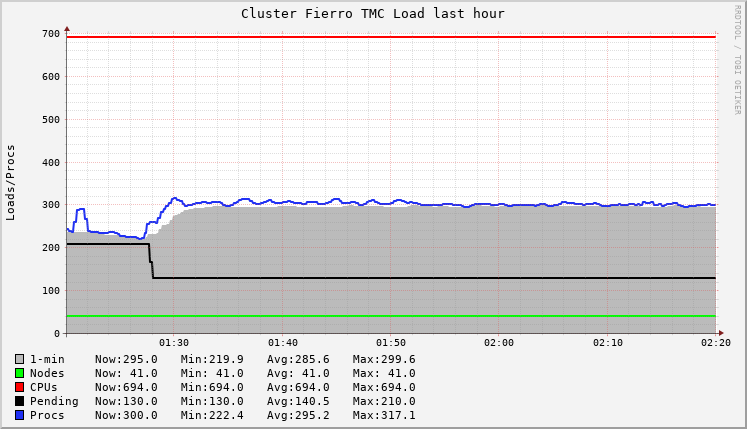 Cluster Fierro TMC Load last hour
RRDTOOL / TOBI OETIKER
Loads/Procs
700
600
500
400
300
200
100
0
01:30 01:40 01:50 02:00 02:10 02:20
1-min Now:295.0 Min:219.9 Avg:285.6 Max:299.6
Nodes Now: 41.0 Min: 41.0 Avg: 41.0 Max: 41.0
CPUs Now:694.0 Min:694.0 Avg:694.0 Max:694.0
Pending Now:130.0 Min:130.0 Avg:140.5 Max:210.0
Procs Now:300.0 Min:222.4 Avg:295.2 Max:317.1